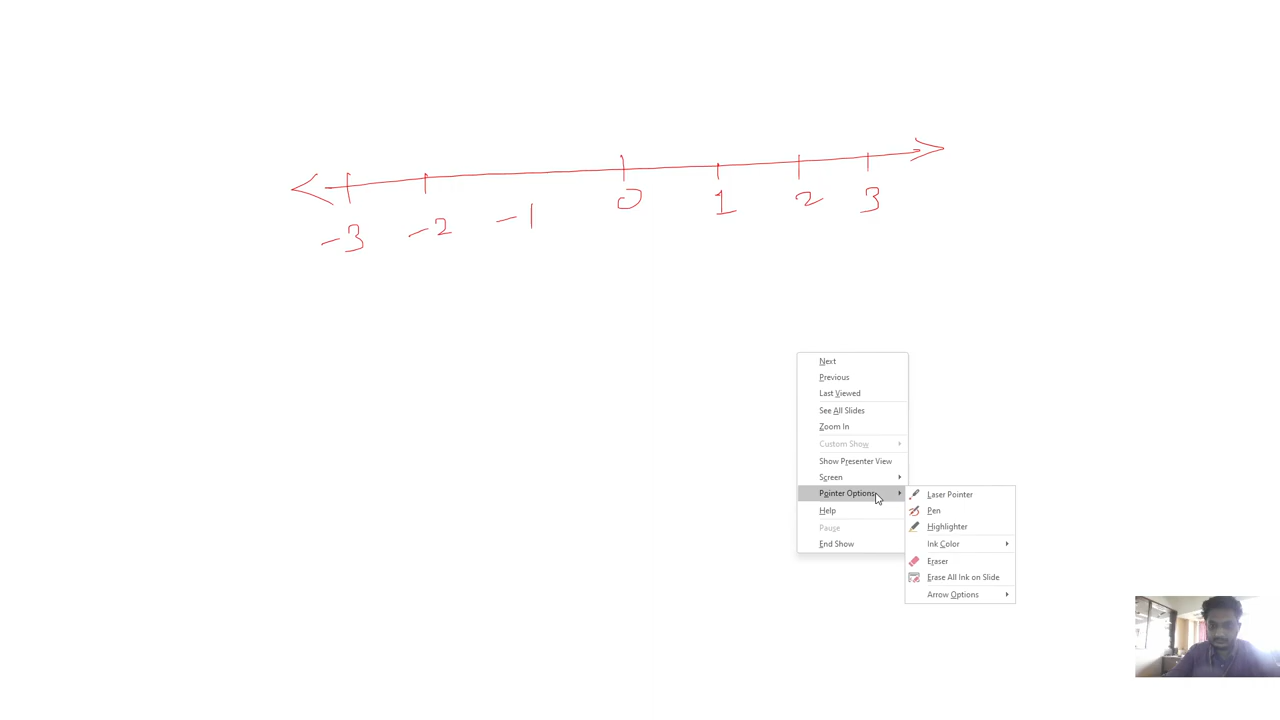 -3 -2 -1 0 1 2 3
Next
Previous
Last Viewed
See All Slides
Zoom In
Custom Show
Show Presenter View
Screen
Pointer Options
Help
Pause
End Show
Laser Pointer
Pen
Highlighter
Ink Color
Eraser
Erase All Ink on Slide
Arrow Options